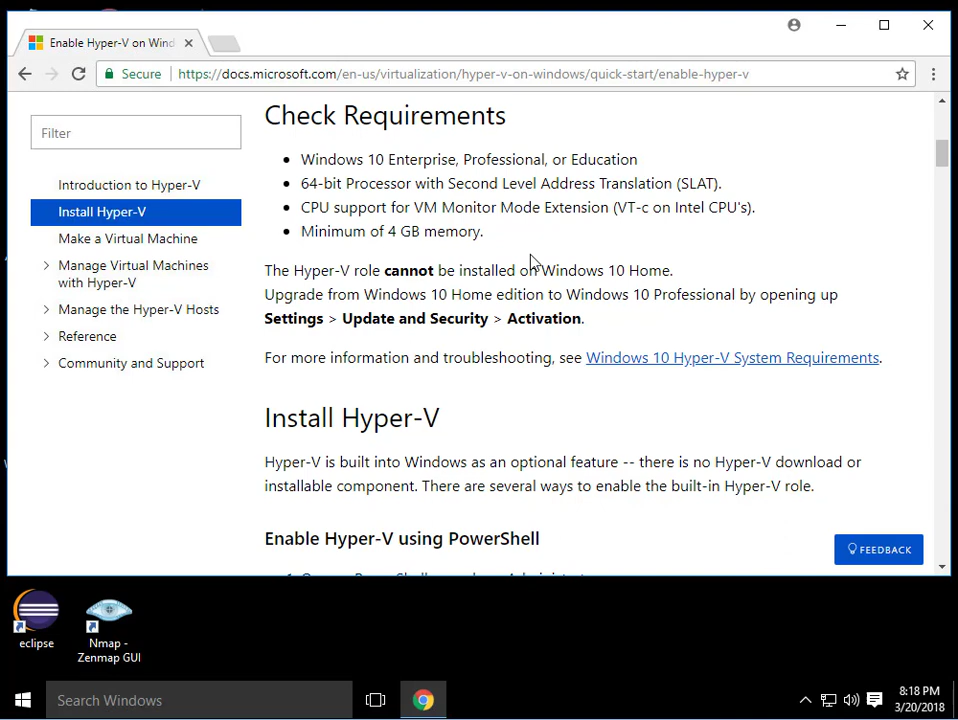 Enable Hyper-V on Wind
Secure
https://docs.microsoft.com/en-us/virtualization/hyper-v-on-windows/quick-start/enable-hyper-v
Filter
Introduction to Hyper-V
Install Hyper-V
Make a Virtual Machine
Manage Virtual Machines
with Hyper-V
Manage the Hyper-V Hosts
Reference
Community and Support
Check Requirements
Windows 10 Enterprise, Professional, or Education
64-bit Processor with Second Level Address Translation (SLAT).
CPU support for VM Monitor Mode Extension (VT-c on Intel CPU's).
Minimum of 4 GB memory.
The Hyper-V role cannot be installed on Windows 10 Home.
Upgrade from Windows 10 Home edition to Windows 10 Professional by opening up
Settings > Update and Security > Activation.
For more information and troubleshooting, see Windows 10 Hyper-V System Requirements.
Install Hyper-V
Hyper-V is built into Windows as an optional feature -- there is no Hyper-V download or
installable component. There are several ways to enable the built-in Hyper-V role.
Enable Hyper-V using PowerShell
FEEDBACK
eclipse
Nmap -
Zenmap GUI
Search Windows
8:18 PM
3/20/2018